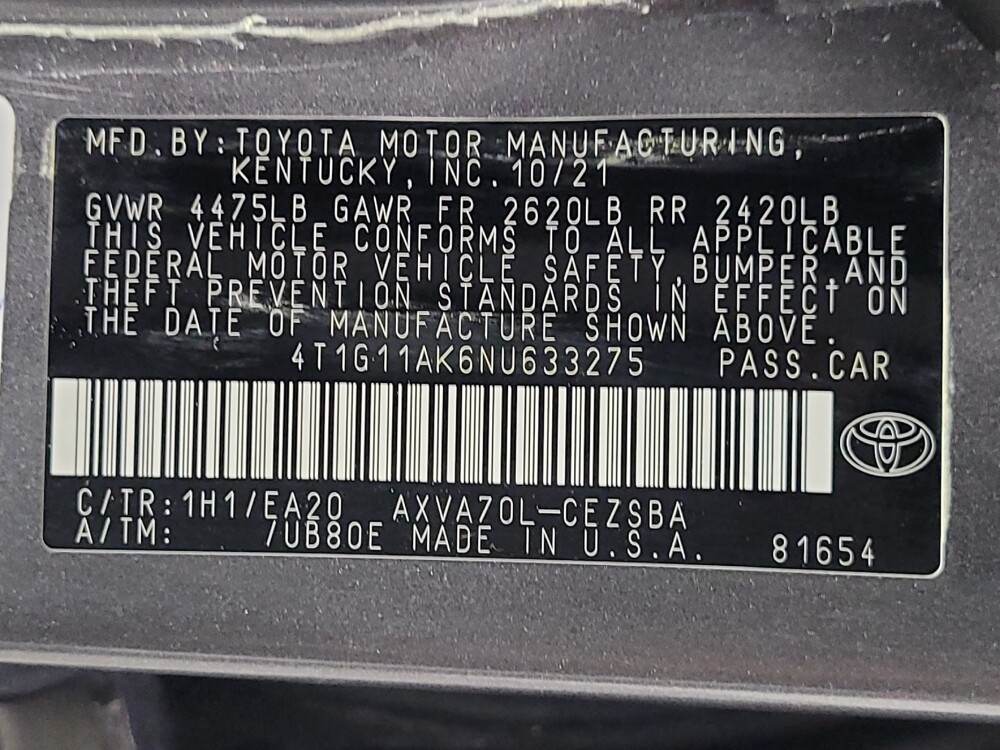 MFD.BY:TOYOTA MOTOR MANUFACTURING,
KENTUCKY,INC.10/21
GVWR 4475LB GAWR FR 2620LB RR 2420LB
THIS VEHICLE CONFORMS TO ALL APPLICABLE
FEDERAL MOTOR VEHICLE SAFETY,BUMPER,AND
THEFT PREVENTION STANDARDS IN EFFECT ON
THE DATE OF MANUFACTURE SHOWN ABOVE.
4T1G11AK6NU633275 PASS.CAR
C/TR:1H1/EA20 AXVA70L-CEZSBA
A/TM: /UB80E MADE IN U.S.A. 81654